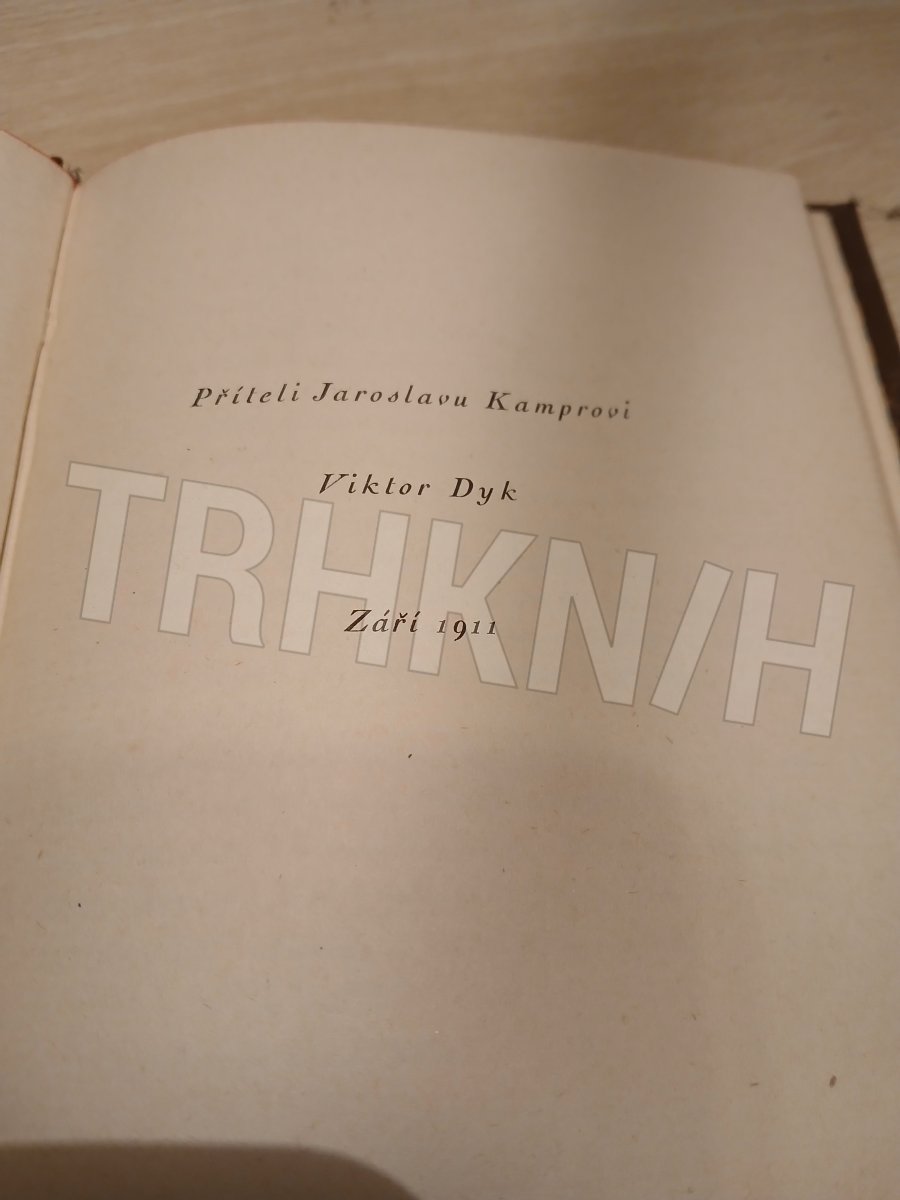 Příteli Jaroslavu Kamprovi
Viktor Dyk
TRHKNIH
Září 1911